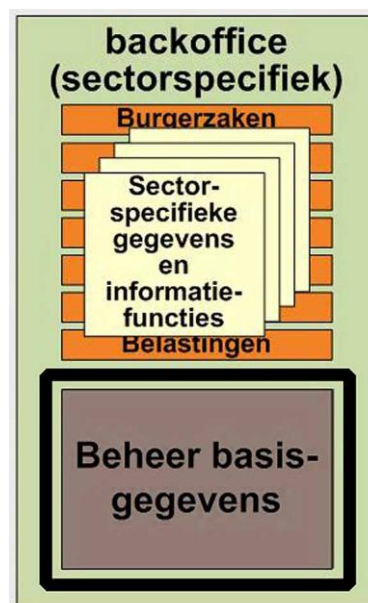 backoffice
(sectorspecifiek)
Burgerzaken
Sector-
specifieke
gegevens
en
informatie-
functies
Belastingen
Beheer basis-
gegevens